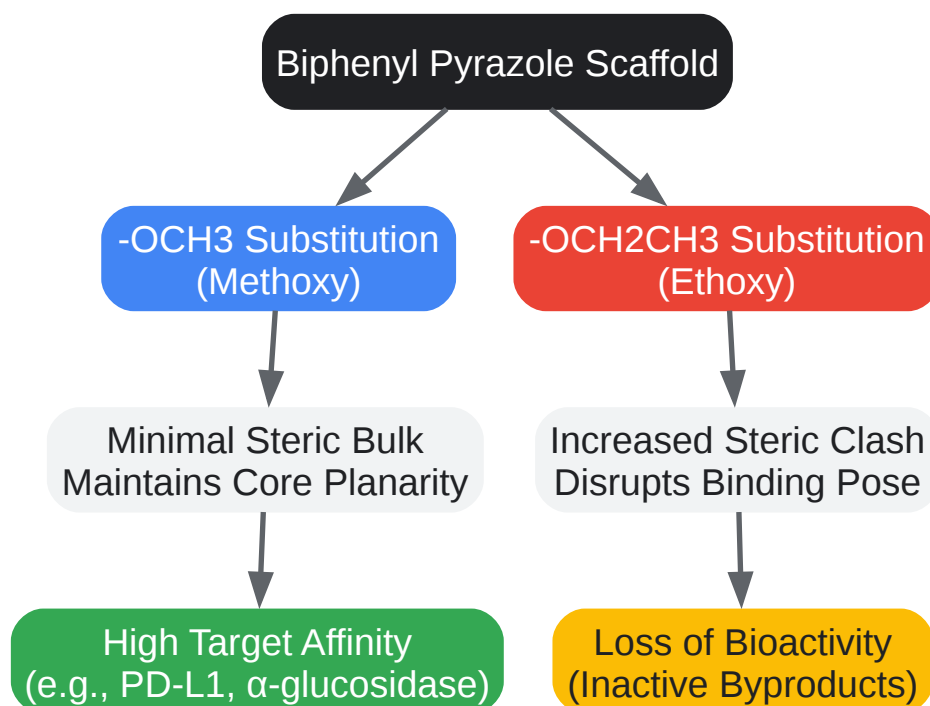 Biphenyl Pyrazole Scaffold
-OCH3 Substitution
(Methoxy)
-OCH2CH3 Substitution
(Ethoxy)
Minimal Steric Bulk
Maintains Core Planarity
Increased Steric Clash
Disrupts Binding Pose
High Target Affinity
(e.g., PD-L1, α-glucosidase)
Loss of Bioactivity
(Inactive Byproducts)